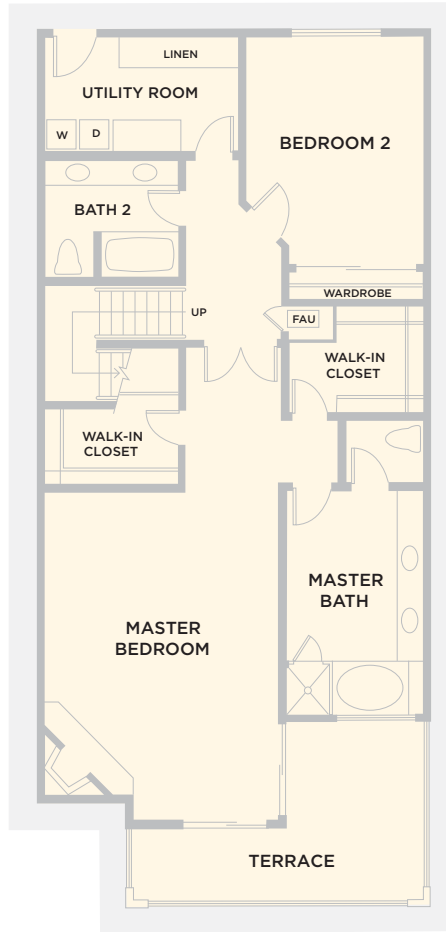 LINEN
UTILITY ROOM
W
D
BEDROOM 2
BATH 2
WARDROBE
UP
FAU
WALK-IN
CLOSET
WALK-IN
CLOSET
MASTER
BATH
MASTER
BEDROOM
TERRACE